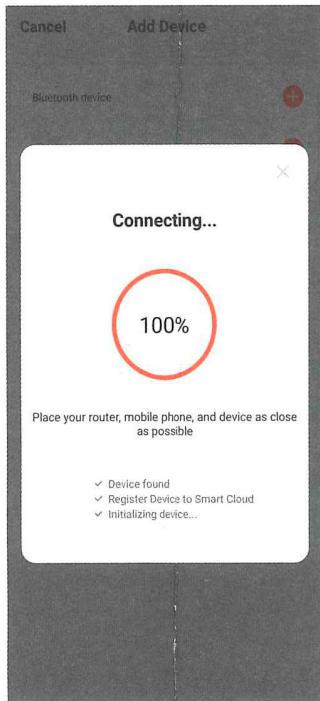 Cancel Add Device
Bluetooth device
Connecting...
100%
Place your router, mobile phone, and device as close
as possible
✓ Device found
✓ Register Device to Smart Cloud
✓ Initializing device...